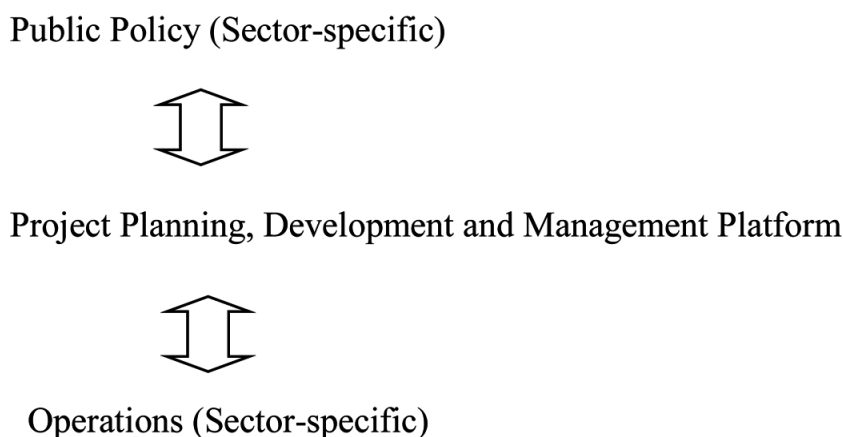 Public Policy (Sector-specific)
Project Planning, Development and Management Platform
Operations (Sector-specific)